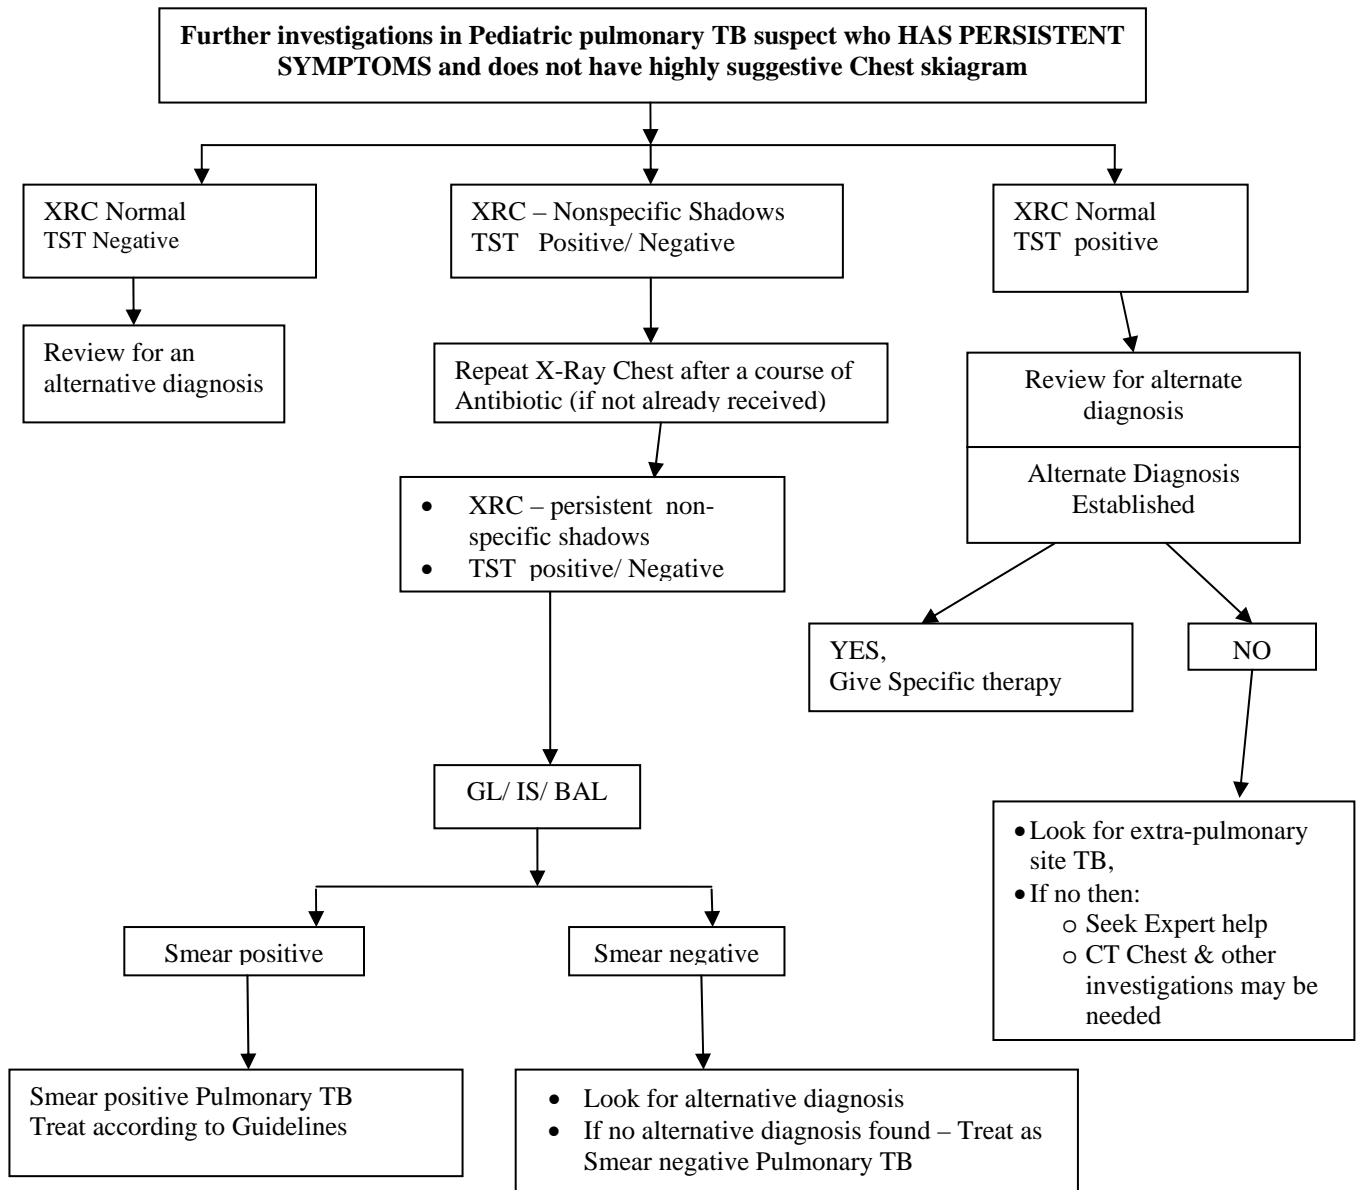 Further investigations in Pediatric pulmonary TB suspect who HAS PERSISTENT
SYMPTOMS and does not have highly suggestive Chest skiagram
XRC Normal
TST Negative
XRC – Nonspecific Shadows
TST Positive/ Negative
XRC Normal
TST positive
Review for an
alternative diagnosis
Repeat X-Ray Chest after a course of
Antibiotic (if not already received)
Review for alternate
diagnosis
Alternate Diagnosis
Established
• XRC – persistent non-
specific shadows
• TST positive/ Negative
YES,
Give Specific therapy
NO
GL/ IS/ BAL
• Look for extra-pulmonary
site TB,
• If no then:
o Seek Expert help
o CT Chest & other
investigations may be
needed
Smear positive
Smear negative
Smear positive Pulmonary TB
Treat according to Guidelines
• Look for alternative diagnosis
• If no alternative diagnosis found – Treat as
Smear negative Pulmonary TB